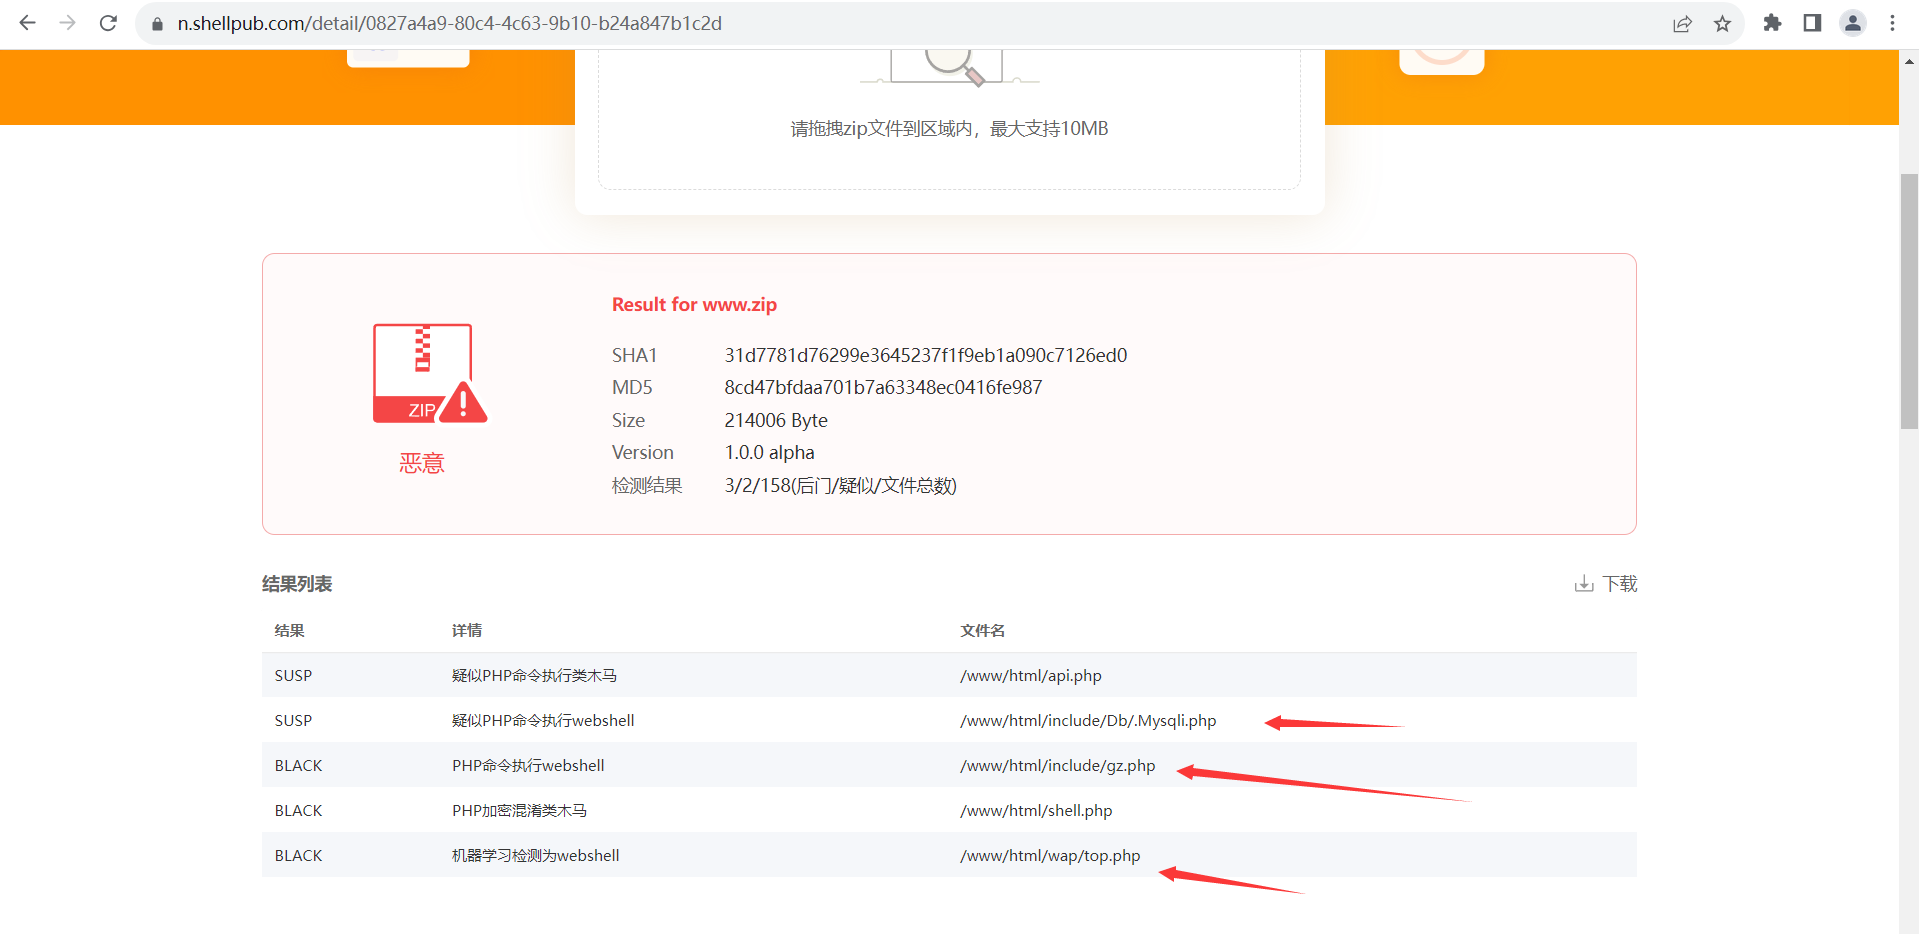 n.shellpub.com/detail/0827a4a9-80c4-4c63-9b10-b24a847b1c2d
请拖拽zip文件到区域内，最大支持10MB
Result for www.zip
SHA1 31d7781d76299e3645237f1f9eb1a090c7126ed0
MD5 8cd47bfdaa701b7a63348ec0416fe987
Size 214006 Byte
ZIP
Version 1.0.0 alpha
恶意
检测结果 3/2/158(后门/疑似/文件总数)
结果列表 下载
结果 详情 文件名
SUSP 疑似PHP命令执行类木马 /www/html/api.php
SUSP 疑似PHP命令执行webshell /www/html/include/Db/.Mysqli.php
BLACK PHP命令执行webshell /www/html/include/gz.php
BLACK PHP加密混淆类木马 /www/html/shell.php
BLACK 机器学习检测为webshell /www/html/wap/top.php